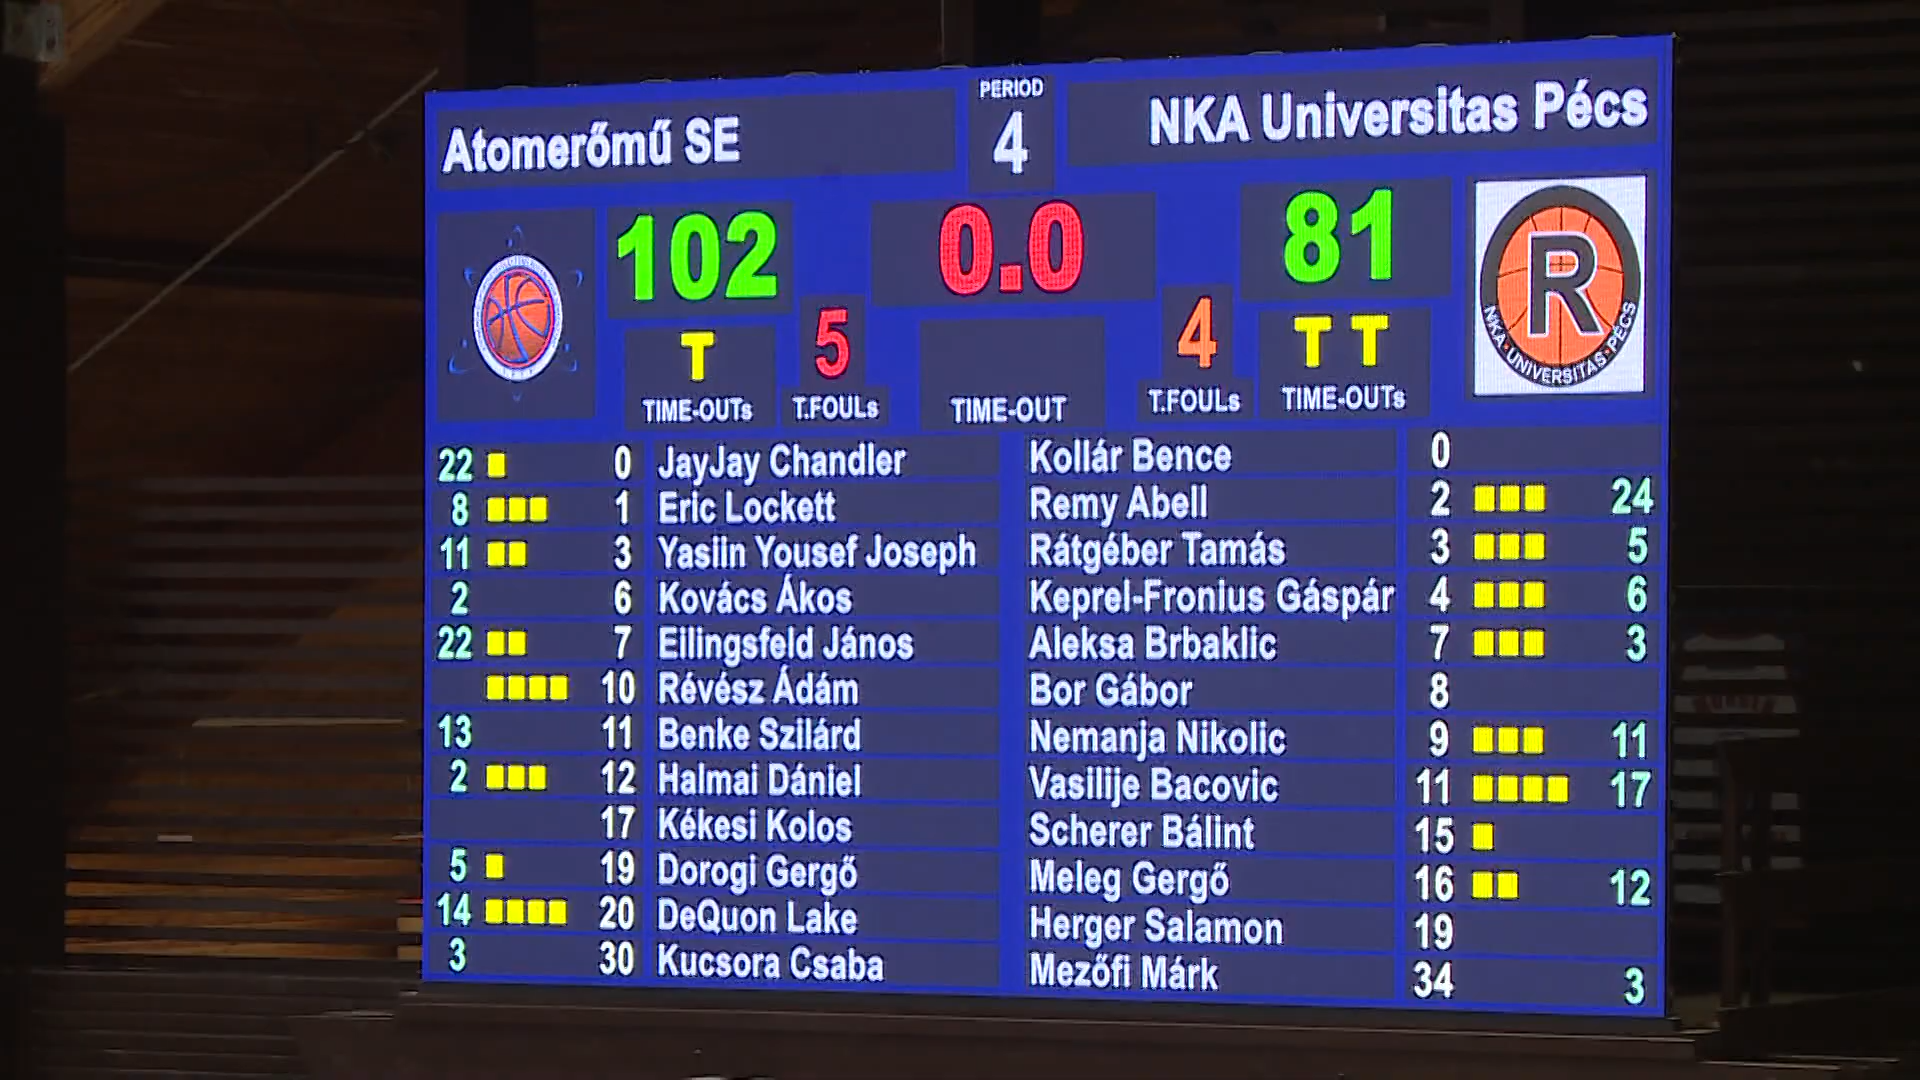 PERIOD
Atomerőmű SE 4 NKA Universitas Pécs
102 0.0 81
T 5 4 T T
TIME-OUTs T.FOULs TIME-OUT T.FOULs TIME-OUTs
R
NKA·UNIVERSITAS·PÉCS
22 0 JayJay Chandler Kollár Bence 0
8 1 Eric Lockett Remy Abell 2 24
11 3 Yasiin Yousef Joseph Rátgéber Tamás 3 5
2 6 Kovács Ákos Keprel-Fronius Gáspár 4 6
22 7 Eilingsfeld János Aleksa Brbaklic 7 3
10 Révész Ádám Bor Gábor 8
13 11 Benke Szilárd Nemanja Nikolic 9 11
2 12 Halmai Dániel Vasilije Bacovic 11 17
17 Kékesi Kolos Scherer Bálint 15
5 19 Dorogi Gergő Meleg Gergő 16 12
14 20 DeQuon Lake Herger Salamon 19
3 30 Kucsora Csaba Mezőfi Márk 34 3